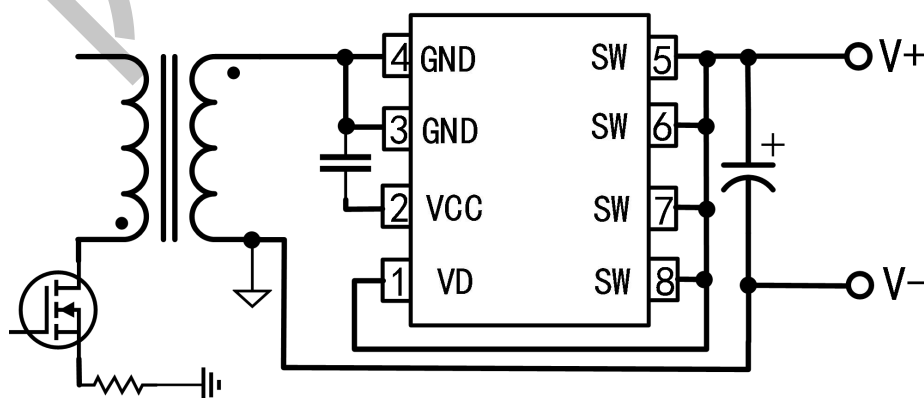 4 GND SW 5 V+
3 GND SW 6
+
2 VCC SW 7
1 VD SW 8 V-